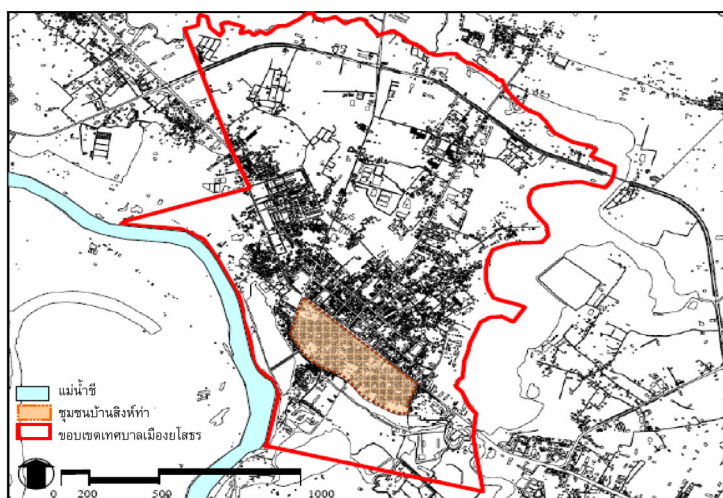 แม่น้ำชี
ชุมชนบ้านสิงห์ท่า
ขอบเขตเทศบาลเมืองยโสธร
0 200 500 1000